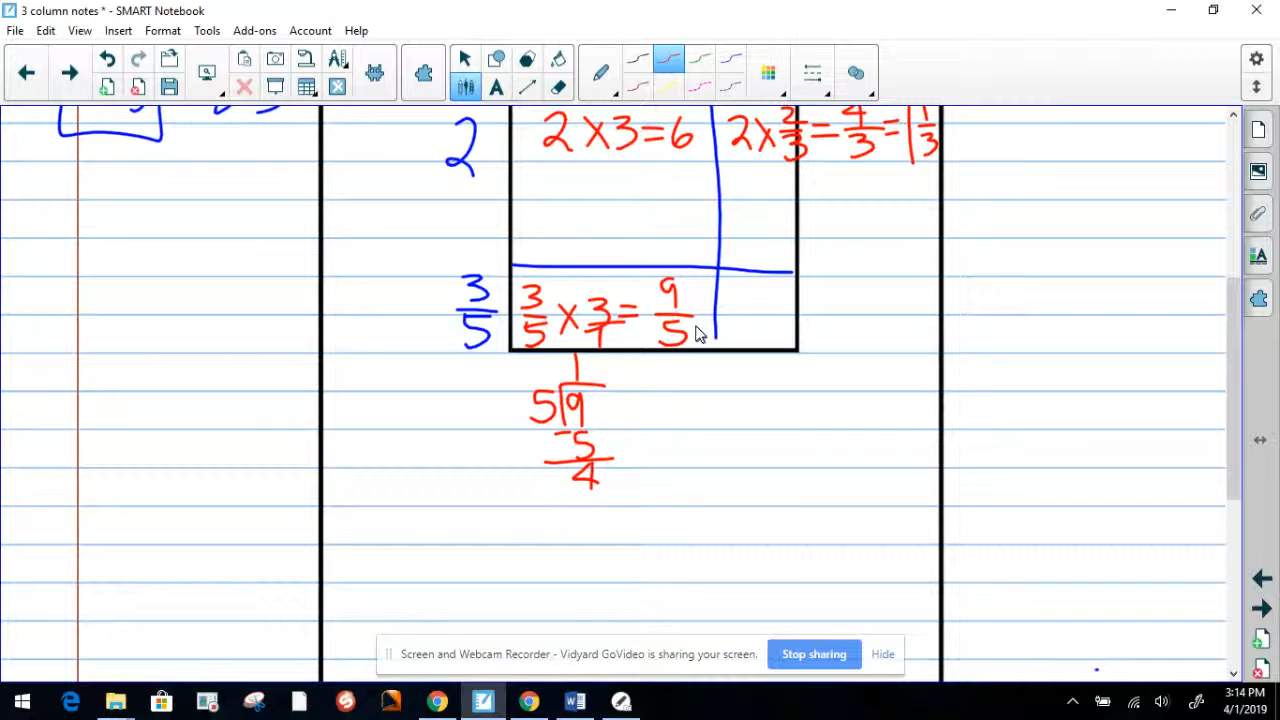 3 column notes * - SMART Notebook
File Edit View Insert Format Tools Add-ons Account Help
2
2 x 3 = 6
2 x 2/3 = 4/3 = 1 1/3
3/5
3/5 x 3/1 = 9/5
1
5 9
-5
4
Screen and Webcam Recorder - Vidyard GoVideo is sharing your screen.
Stop sharing
Hide
3:14 PM
4/1/2019